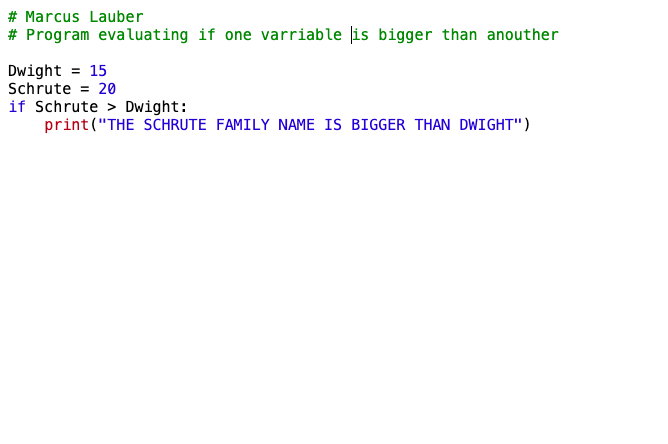 # Marcus Lauber
# Program evaluating if one varriable is bigger than anouther
Dwight = 15
Schrute = 20
if Schrute > Dwight:
    print("THE SCHRUTE FAMILY NAME IS BIGGER THAN DWIGHT")